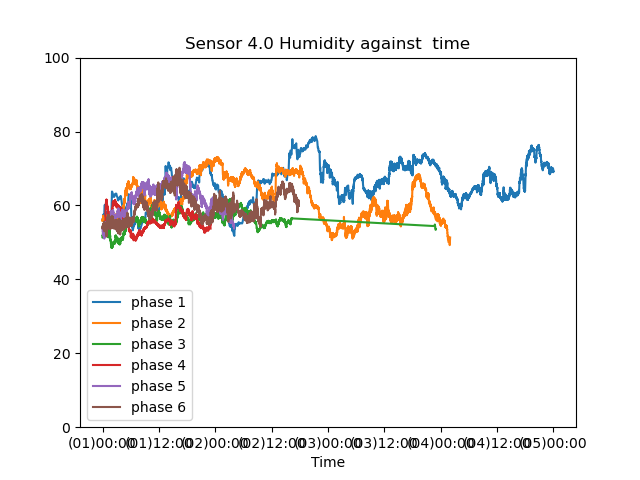 Sensor 4.0 Humidity against  time
100
80
60
40
20
0
phase 1
phase 2
phase 3
phase 4
phase 5
phase 6
(01)00:00 (01)12:00 (02)00:00 (02)12:00 (03)00:00 (03)12:00 (04)00:00 (04)12:00 (05)00:00
Time